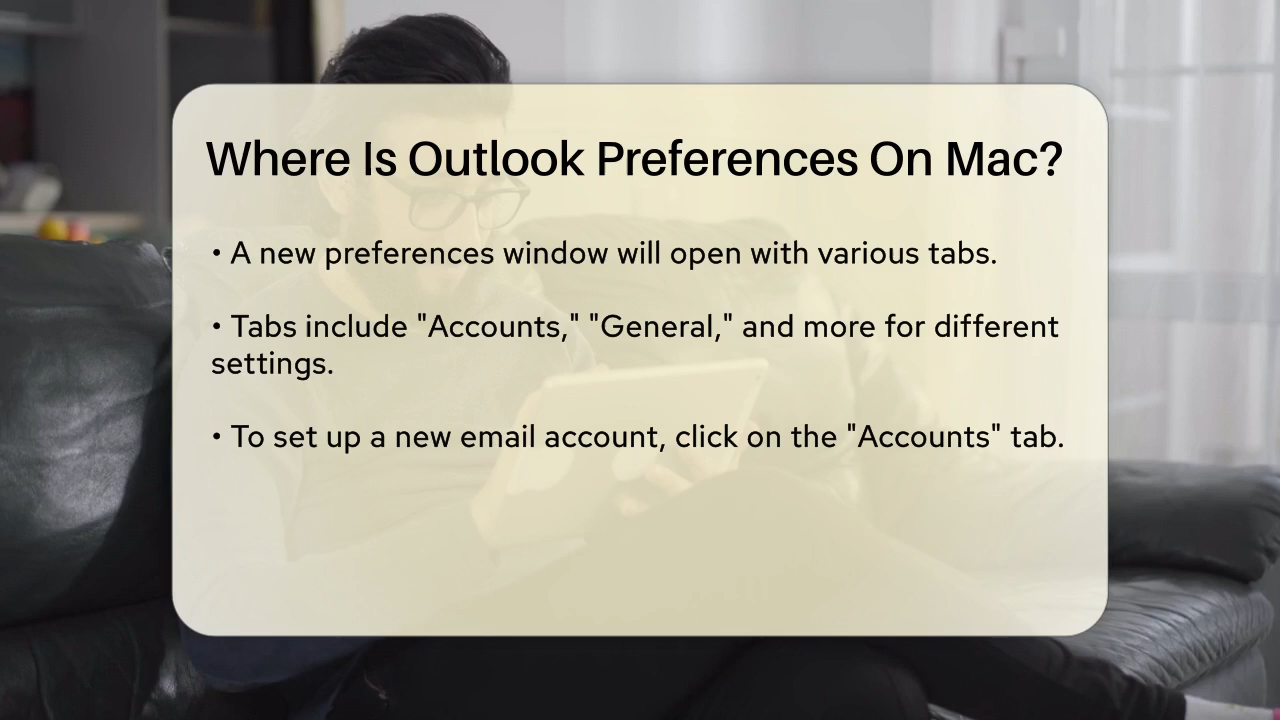 Where Is Outlook Preferences On Mac?
• A new preferences window will open with various tabs.
• Tabs include "Accounts," "General," and more for different
settings.
• To set up a new email account, click on the "Accounts" tab.